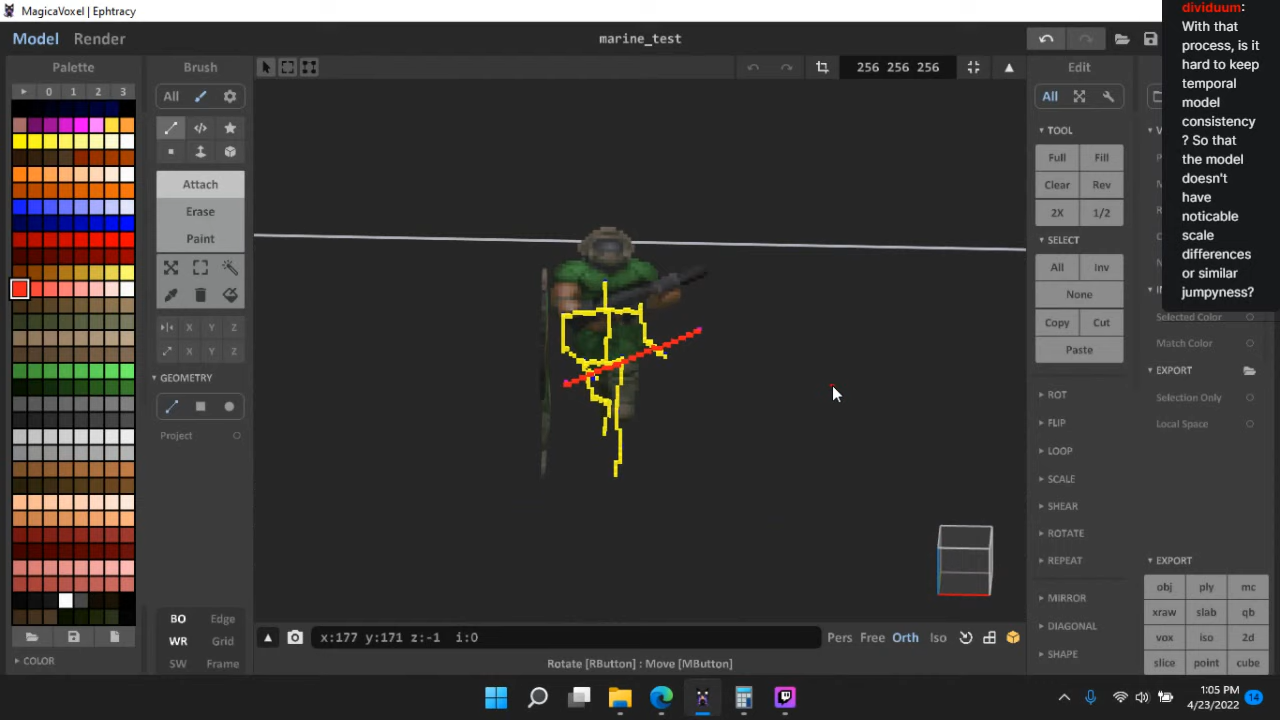 MagicaVoxel | Ephtracy
Model Render
marine_test
Palette
0 1 2 3
COLOR
Brush
All
Attach
Erase
Paint
X Y Z
X Y Z
GEOMETRY
Project
BO Edge
WR Grid
SW Frame
256 256 256
x:177 y:171 z:-1 i:0
Pers Free Orth Iso
Rotate [RButton] : Move [MButton]
Edit
All
TOOL
Full Fill
Clear Rev
2X 1/2
SELECT
All Inv
None
Copy Cut
Paste
ROT
FLIP
LOOP
SCALE
SHEAR
ROTATE
REPEAT
MIRROR
DIAGONAL
SHAPE
dividuum:
With that
process, is it
hard to keep
temporal
model
consistency
? So that
the model
doesn't
have
noticable
scale
differences
or similar
jumpyness?
Selected Color
Match Color
EXPORT
Selection Only
Local Space
EXPORT
obj ply mc
xraw slab qb
vox iso 2d
slice point cube
1:05 PM
4/23/2022
14